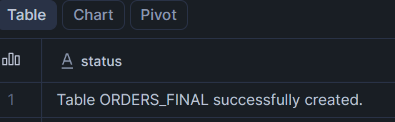 Table Chart Pivot
A status
1 Table ORDERS_FINAL successfully created.